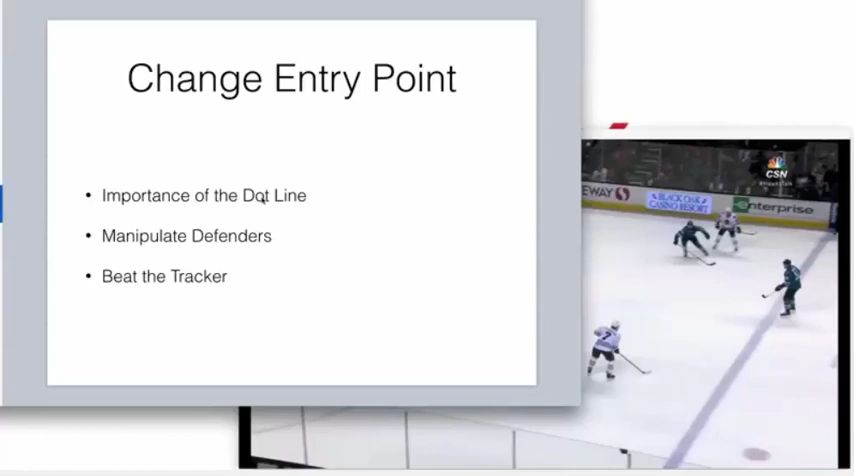 Change Entry Point
• Importance of the Dot Line
• Manipulate Defenders
• Beat the Tracker
CSN
EWAY
BLACK OAK
CASINO RESORT
enterprise
7